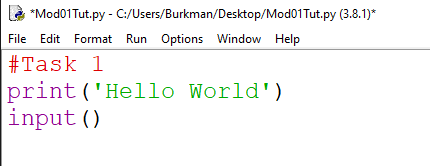 *Mod01Tut.py - C:/Users/Burkman/Desktop/Mod01Tut.py (3.8.1)*
File Edit Format Run Options Window Help
#Task 1
print('Hello World')
input()